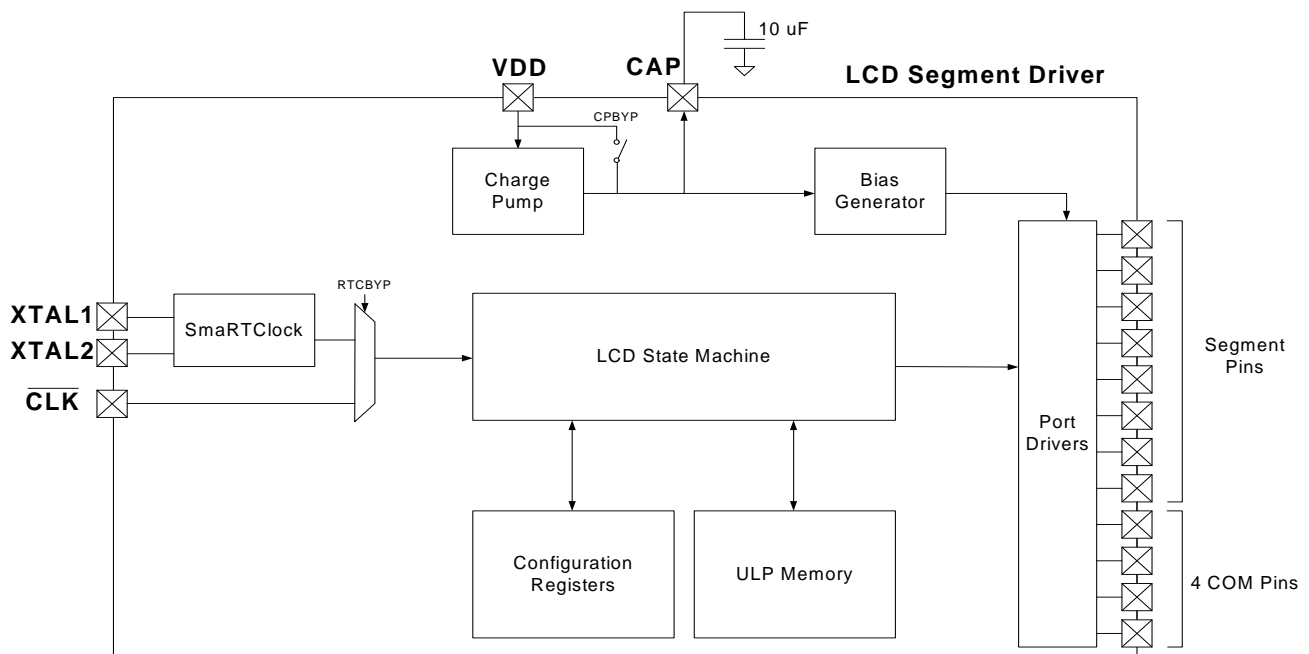 10 uF
VDD
CAP
LCD Segment Driver
CPBYP
Charge
Pump
Bias
Generator
RTCBYP
XTAL1
SmaRTClock
XTAL2
CLK
LCD State Machine
Segment
Pins
Port
Drivers
Configuration
Registers
ULP Memory
4 COM Pins